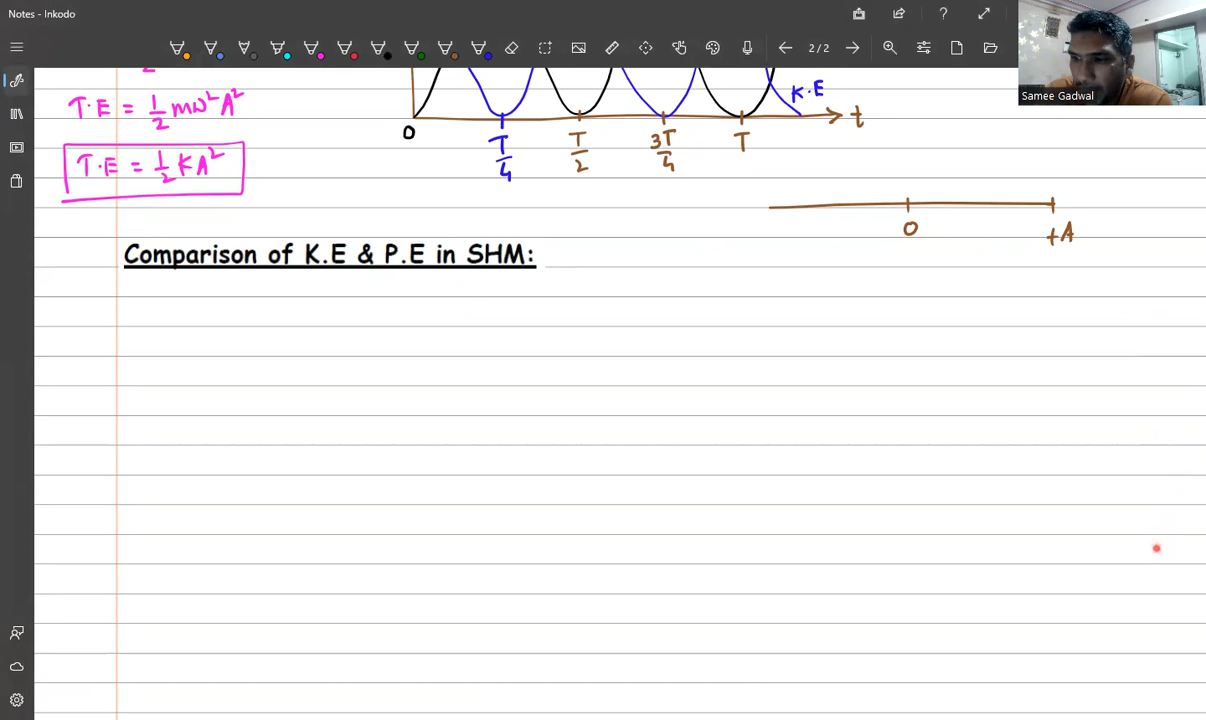 Notes - Inkodo
2/2
Samee Gadwal
T·E = 1/2 mω²A²
T·E = 1/2 KA²
K·E
t
0
T/4
T/2
3T/4
T
0
+A
Comparison of K.E & P.E in SHM: